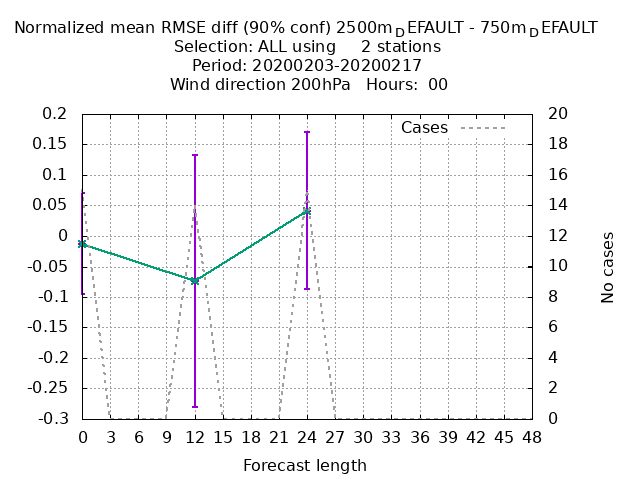 Normalized mean RMSE diff (90% conf) 2500m_DEFAULT - 750m_DEFAULT
Selection: ALL using     2 stations
Period: 20200203-20200217
Wind direction 200hPa   Hours:  00
Cases
0.2
0.15
0.1
0.05
0
-0.05
-0.1
-0.15
-0.2
-0.25
-0.3
20
18
16
14
12
10
8
6
4
2
0
No cases
0 3 6 9 12 15 18 21 24 27 30 33 36 39 42 45 48
Forecast length